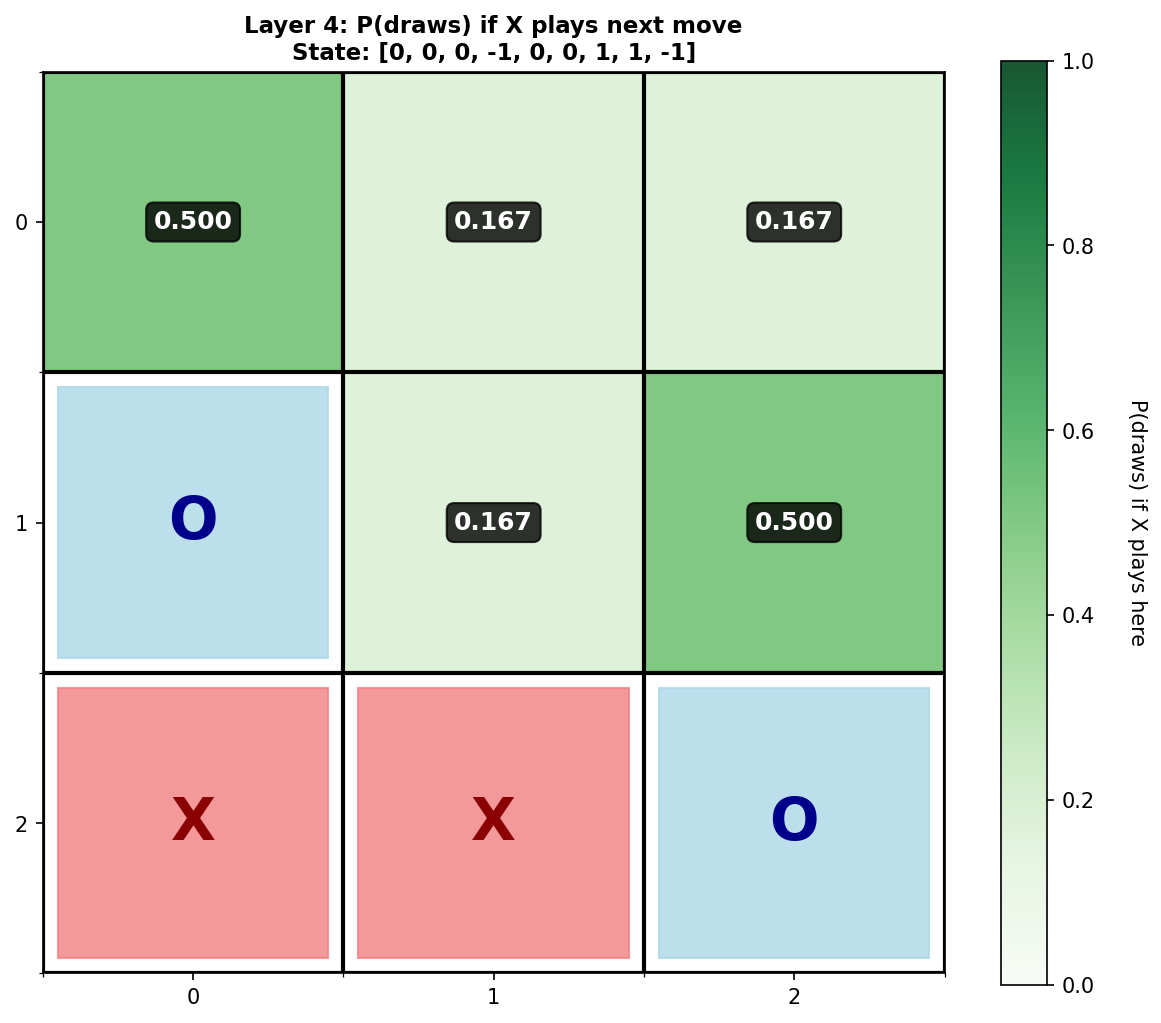 Layer 4: P(draws) if X plays next move
State: [0, 0, 0, -1, 0, 0, 1, 1, -1]
1.0
0 0.500 0.167 0.167
0.8
0.6
P(draws) if X plays here
1 O 0.167 0.500
0.4
0.2
2 X X O
0.0
0 1 2